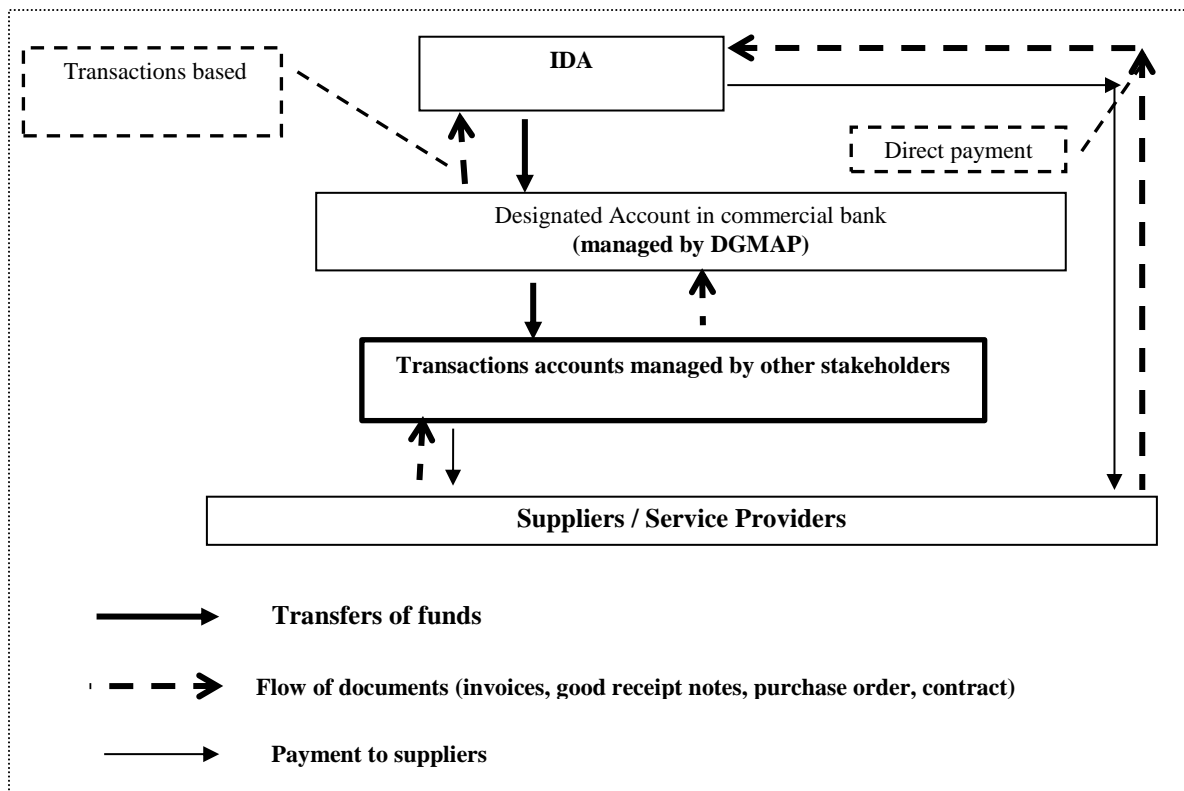 IDA
Transactions based
Direct payment
Designated Account in commercial bank
(managed by DGMAP)
Transactions accounts managed by other stakeholders
Suppliers / Service Providers
Transfers of funds
Flow of documents (invoices, good receipt notes, purchase order, contract)
Payment to suppliers